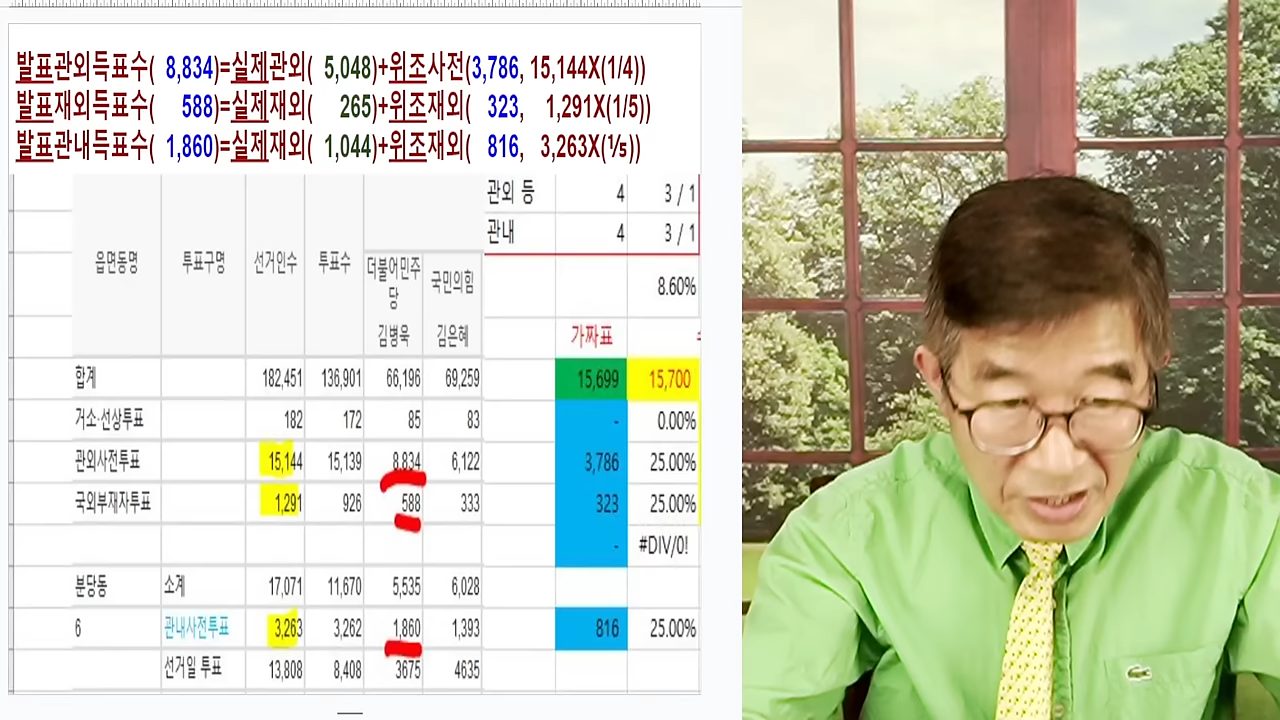 발표관외득표수( 8,834)=실제관외( 5,048)+위조사전(3,786, 15,144X(1/4))
발표재외득표수( 588)=실제재외( 265)+위조재외( 323, 1,291X(1/5))
발표관내득표수( 1,860)=실제재외( 1,044)+위조재외( 816, 3,263X(⅕))
관외 등 4 3 / 1
관내 4 3 / 1
8.60%
읍면동명 투표구명 선거인수 투표수 더불어민주당 김병욱 국민의힘 김은혜
가짜표
합계 182,451 136,901 66,196 69,259 15,699 15,700
거소·선상투표 182 172 85 83 - 0.00%
관외사전투표 15,144 15,139 8,834 6,122 3,786 25.00%
국외부재자투표 1,291 926 588 333 323 25.00%
- #DIV/0!
분당동 소계 17,071 11,670 5,535 6,028
6 관내사전투표 3,263 3,262 1,860 1,393 816 25.00%
선거일 투표 13,808 8,408 3675 4635